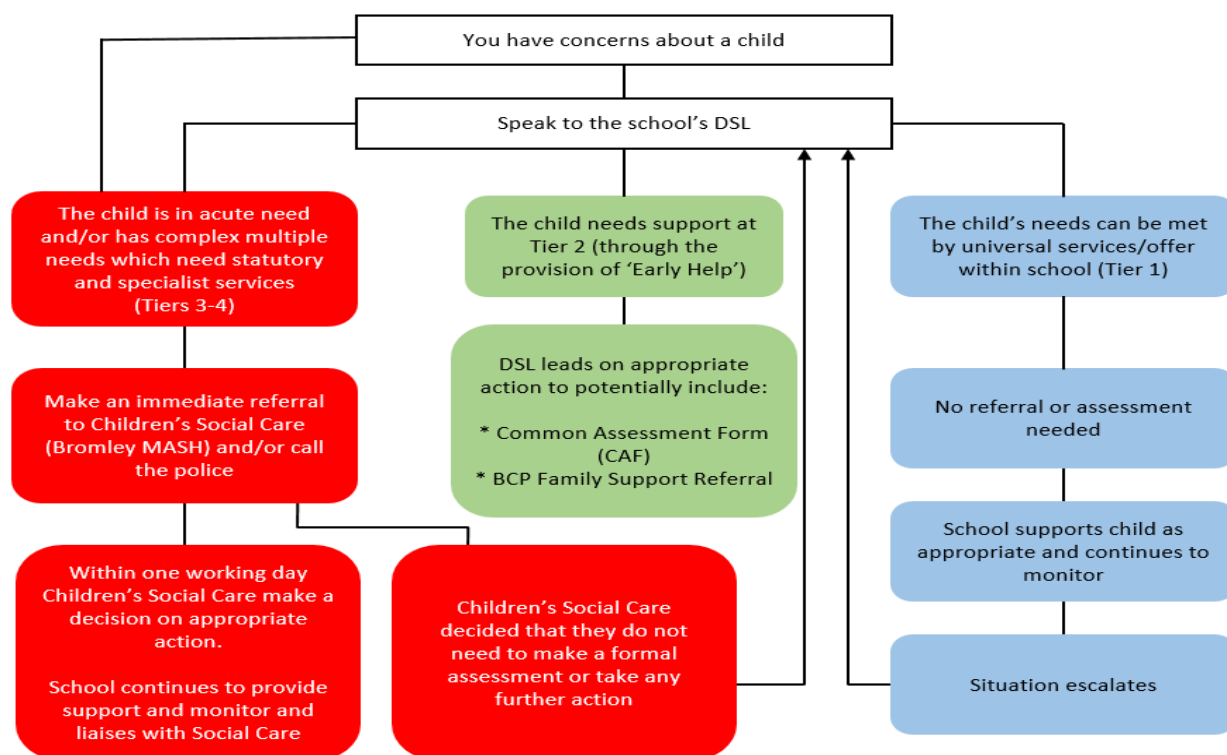 You have concerns about a child
Speak to the school's DSL
The child is in acute need
and/or has complex multiple
needs which need statutory
and specialist services
(Tiers 3-4)
Make an immediate referral
to Children's Social Care
(Bromley MASH) and/or call
the police
Within one working day
Children's Social Care make a
decision on appropriate
action.
School continues to provide
support and monitor and
liaises with Social Care
Children's Social Care
decided that they do not
need to make a formal
assessment or take any
further action
The child needs support at
Tier 2 (through the
provision of 'Early Help')
DSL leads on appropriate
action to potentially include:
* Common Assessment Form
(CAF)
* BCP Family Support Referral
The child's needs can be met
by universal services/offer
within school (Tier 1)
No referral or assessment
needed
School supports child as
appropriate and continues to
monitor
Situation escalates